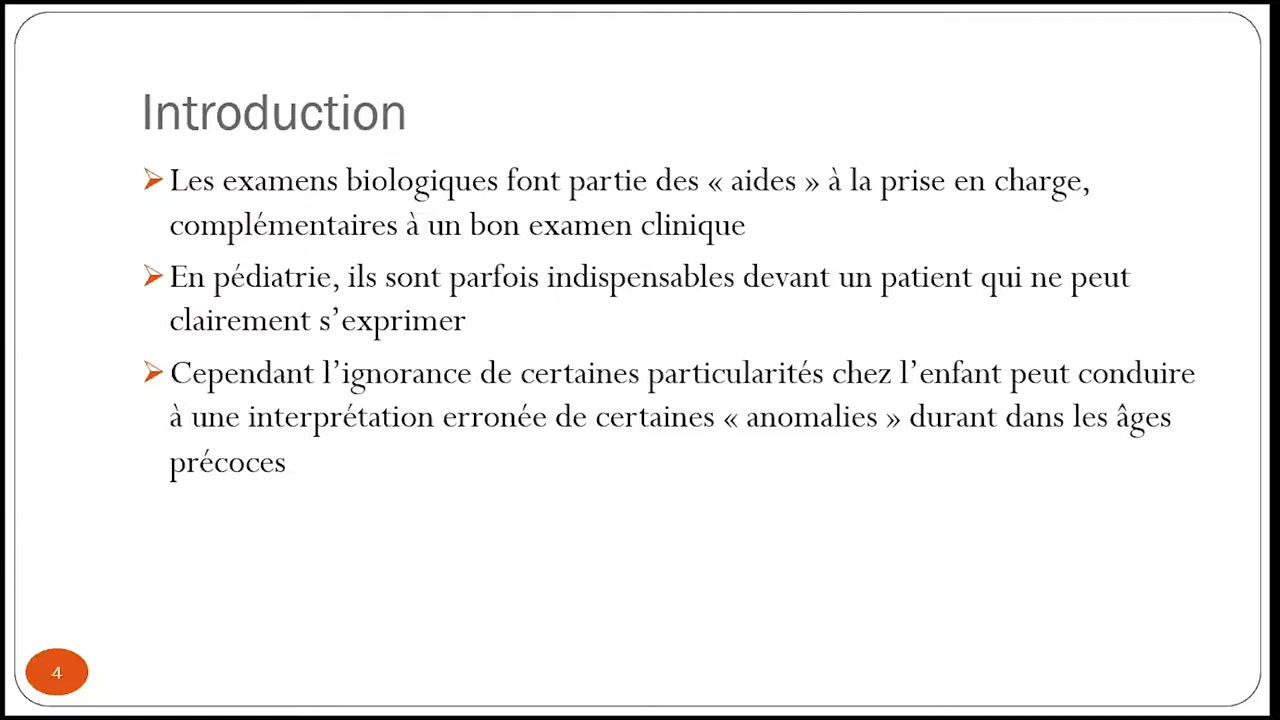 Introduction
Les examens biologiques font partie des « aides » à la prise en charge,
complémentaires à un bon examen clinique
En pédiatrie, ils sont parfois indispensables devant un patient qui ne peut
clairement s’exprimer
Cependant l’ignorance de certaines particularités chez l’enfant peut conduire
à une interprétation erronée de certaines « anomalies » durant dans les âges
précoces
4